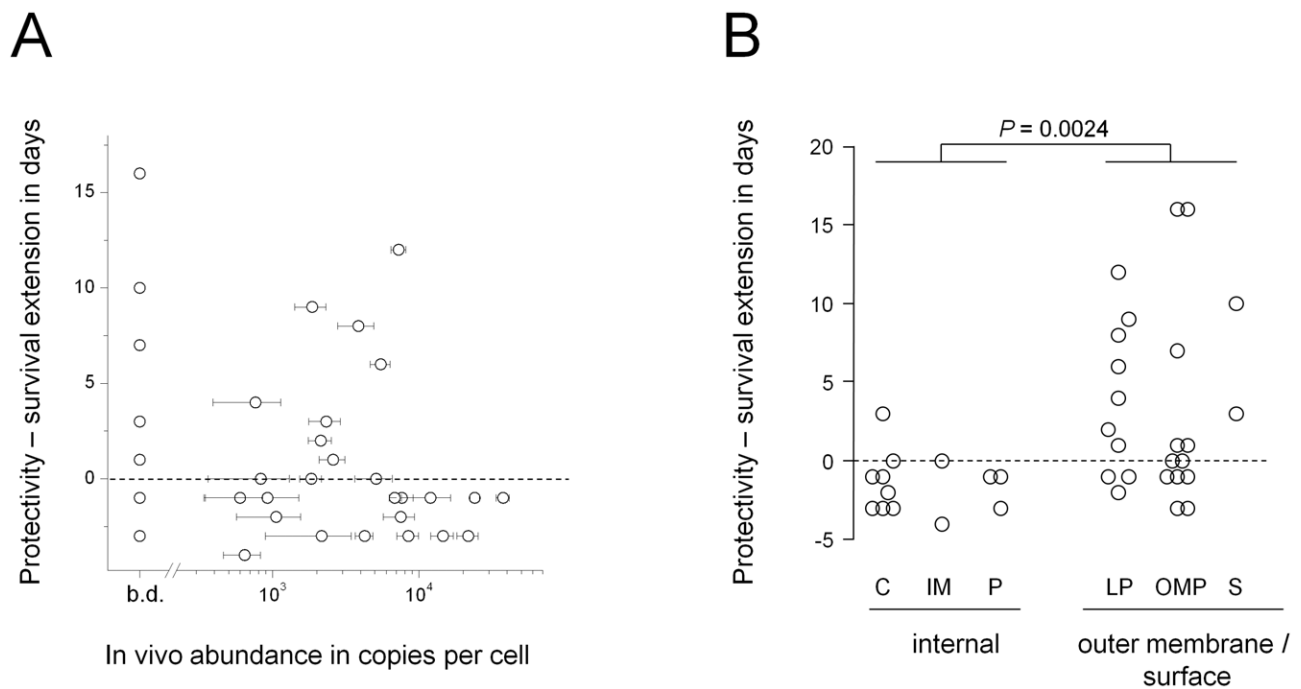 A
Protectivity – survival extension in days
15
10
5
0
b.d.
10³
10⁴
In vivo abundance in copies per cell
B
Protectivity – survival extension in days
P = 0.0024
20
15
10
5
0
-5
C IM P LP OMP S
internal
outer membrane /
surface